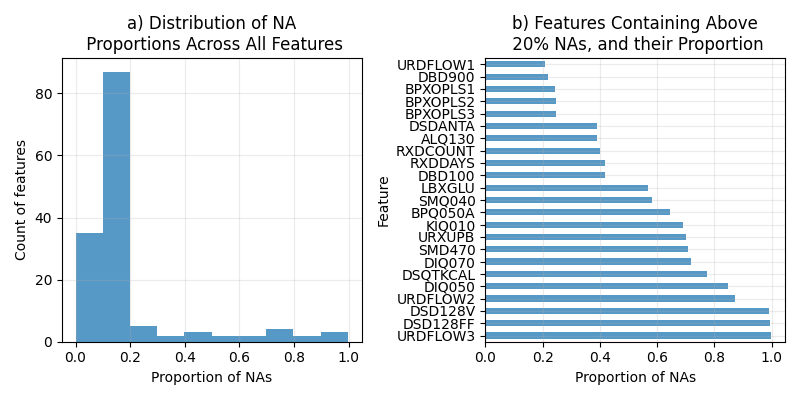 a) Distribution of NA
Proportions Across All Features
Count of features
80
60
40
20
0
0.0 0.2 0.4 0.6 0.8 1.0
Proportion of NAs
b) Features Containing Above
20% NAs, and their Proportion
Feature
URDFLOW1
DBD900
BPXOPLS1
BPXOPLS2
BPXOPLS3
DSDANTA
ALQ130
RXDCOUNT
RXDDAYS
DBD100
LBXGLU
SMQ040
BPQ050A
KIQ010
URXUPB
SMD470
DIQ070
DSQTKCAL
DIQ050
URDFLOW2
DSD128V
DSD128FF
URDFLOW3
0.0 0.2 0.4 0.6 0.8 1.0
Proportion of NAs